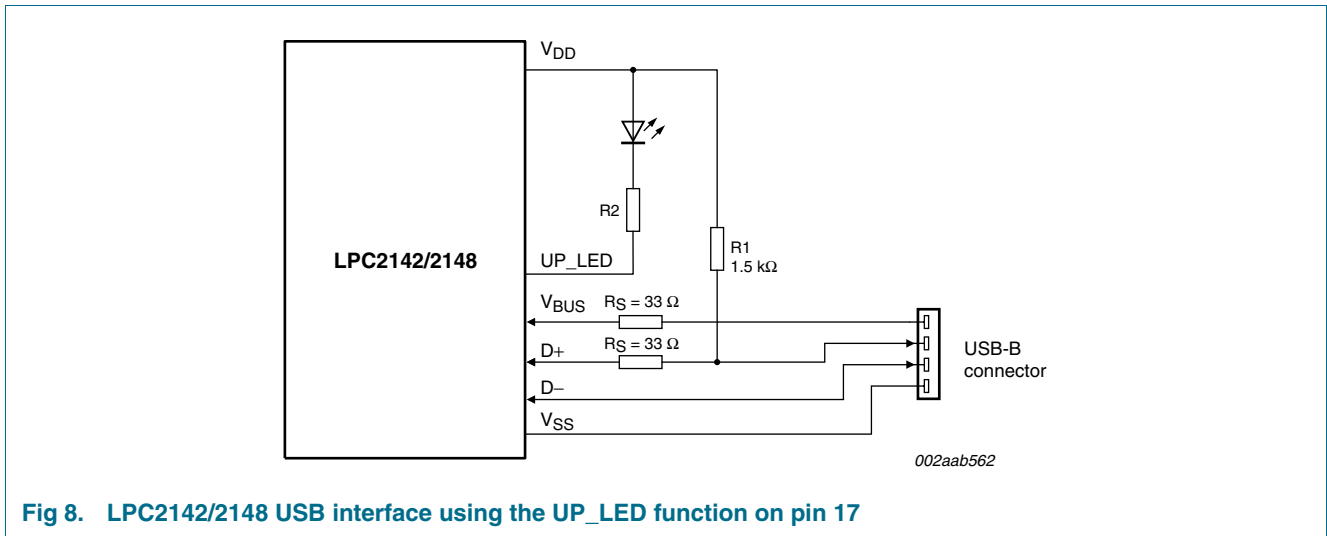 VDD
R2
R1
1.5 kΩ
LPC2142/2148
UP_LED
VBUS
RS = 33 Ω
D+
RS = 33 Ω
USB-B
connector
D−
VSS
002aab562
Fig 8. LPC2142/2148 USB interface using the UP_LED function on pin 17